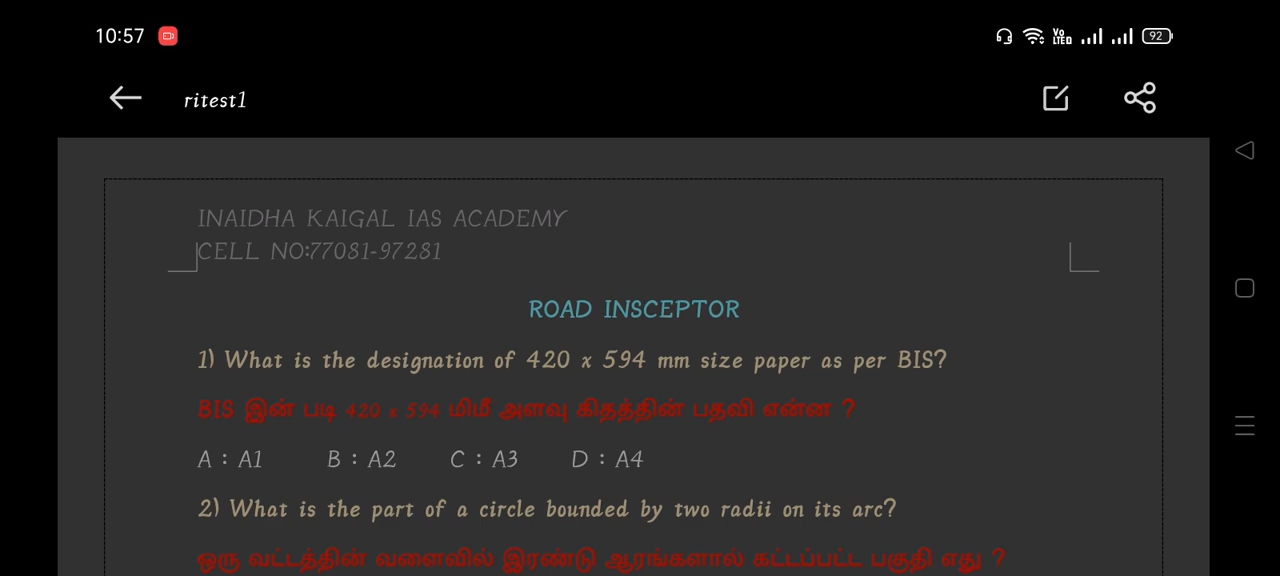 10:57
VoLTED 92
ritest1
INAIDHA KAIGAL IAS ACADEMY
CELL NO:77081-97281
ROAD INSCEPTOR
1) What is the designation of 420 x 594 mm size paper as per BIS?
BIS இன் படி 420 x 594 மிமீ அளவு கிதத்தின் பதவி என்ன ?
A : A1 B : A2 C : A3 D : A4
2) What is the part of a circle bounded by two radii on its arc?
ஒரு வட்டத்தின் வளைவில் இரண்டு ஆரங்களால் கட்டப்பட்ட பகுதி எது ?